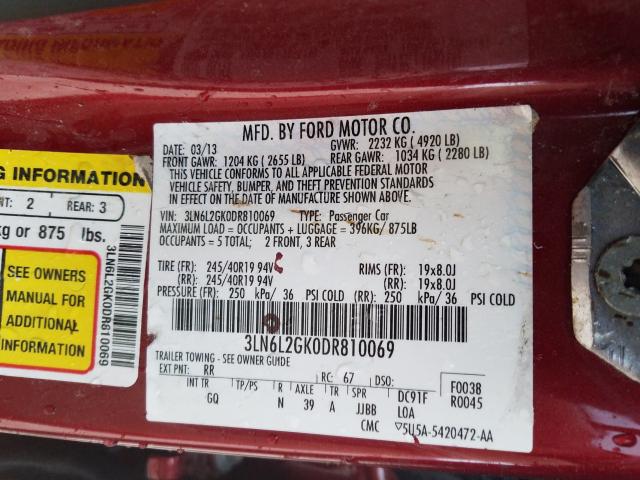 G INFORMATION
NT: 2 REAR: 3
kg or 875 lbs.
SEE OWNERS
MANUAL FOR
ADDITIONAL
INFORMATION
3LN6L2GK0DR810069
MFD. BY FORD MOTOR CO.
DATE: 03/13 GVWR: 2232 KG ( 4920 LB)
FRONT GAWR: 1204 KG ( 2655 LB) REAR GAWR: 1034 KG ( 2280 LB)
THIS VEHICLE CONFORMS TO ALL APPLICABLE FEDERAL MOTOR
VEHICLE SAFETY, BUMPER, AND THEFT PREVENTION STANDARDS
IN EFFECT ON THE DATE OF MANUFACTURE SHOWN ABOVE.
VIN: 3LN6L2GK0DR810069 TYPE: Passenger Car
MAXIMUM LOAD = OCCUPANTS + LUGGAGE = 396KG/ 875LB
OCCUPANTS = 5 TOTAL; 2 FRONT, 3 REAR
TIRE (FR): 245/40R19 94V RIMS (FR): 19x8.0J
(RR): 245/40R19 94V (RR): 19x8.0J
PRESSURE (FR): 250 kPa/ 36 PSI COLD (RR): 250 kPa/ 36 PSI COLD
3LN6L2GK0DR810069
TRAILER TOWING - SEE OWNER GUIDE
EXT PNT: RR RC: 67 DSO: F0038
R0045
INT TR TP/PS R AXLE TR SPR DC91F
GQ N 39 A JJBB LOA
CMC ▽5U5A-5420472-AA